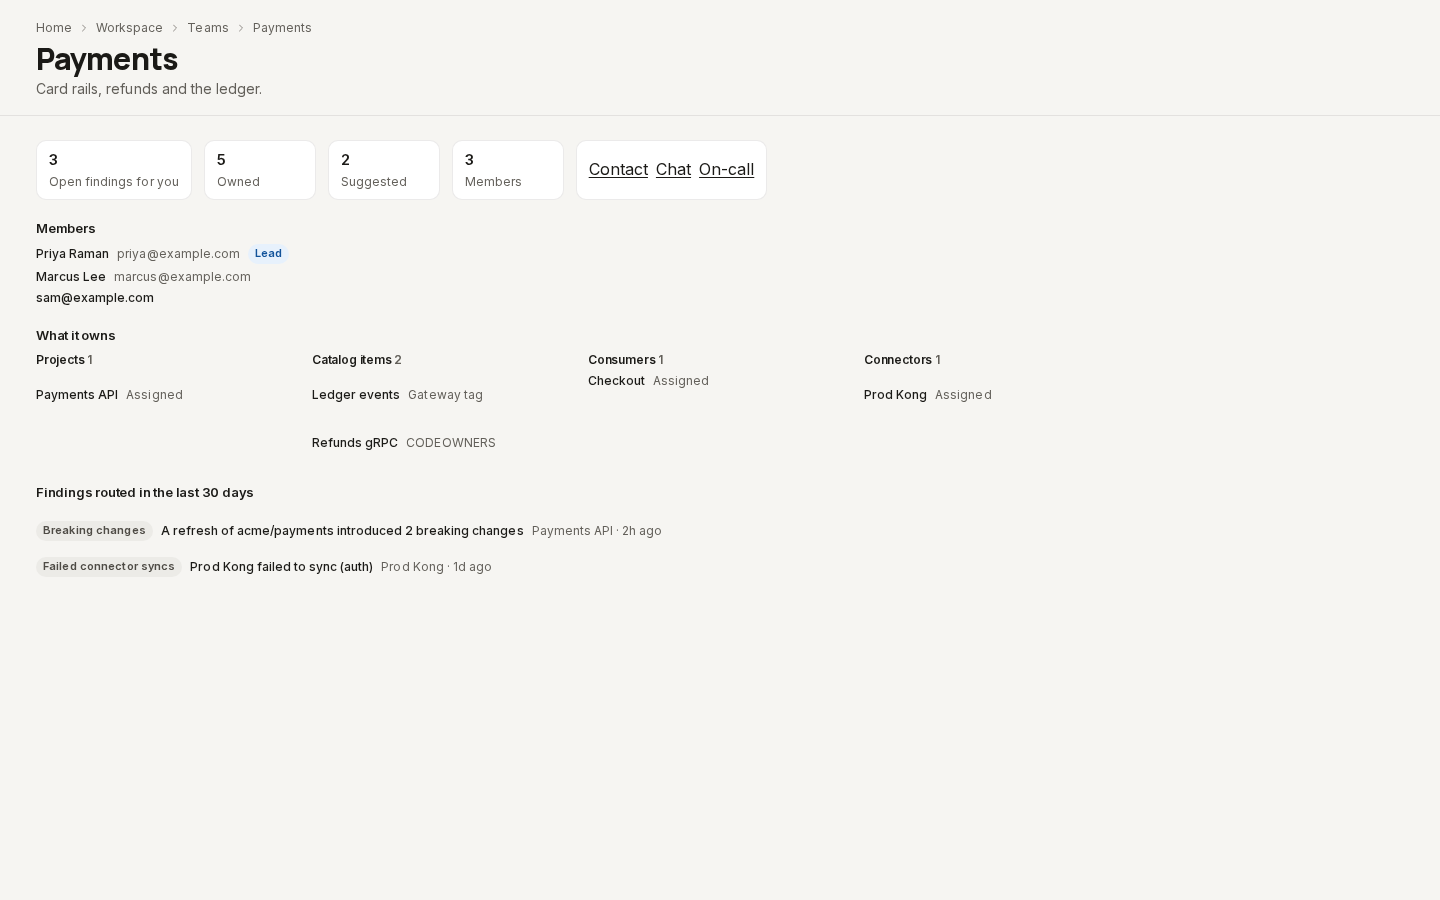 Home > Workspace > Teams > Payments
Payments
Card rails, refunds and the ledger.
3
Open findings for you
5
Owned
2
Suggested
3
Members
Contact Chat On-call
Members
Priya Raman priya@example.com Lead
Marcus Lee marcus@example.com
sam@example.com
What it owns
Projects 1
Payments API Assigned
Catalog items 2
Ledger events Gateway tag
Refunds gRPC CODEOWNERS
Consumers 1
Checkout Assigned
Connectors 1
Prod Kong Assigned
Findings routed in the last 30 days
Breaking changes A refresh of acme/payments introduced 2 breaking changes Payments API · 2h ago
Failed connector syncs Prod Kong failed to sync (auth) Prod Kong · 1d ago